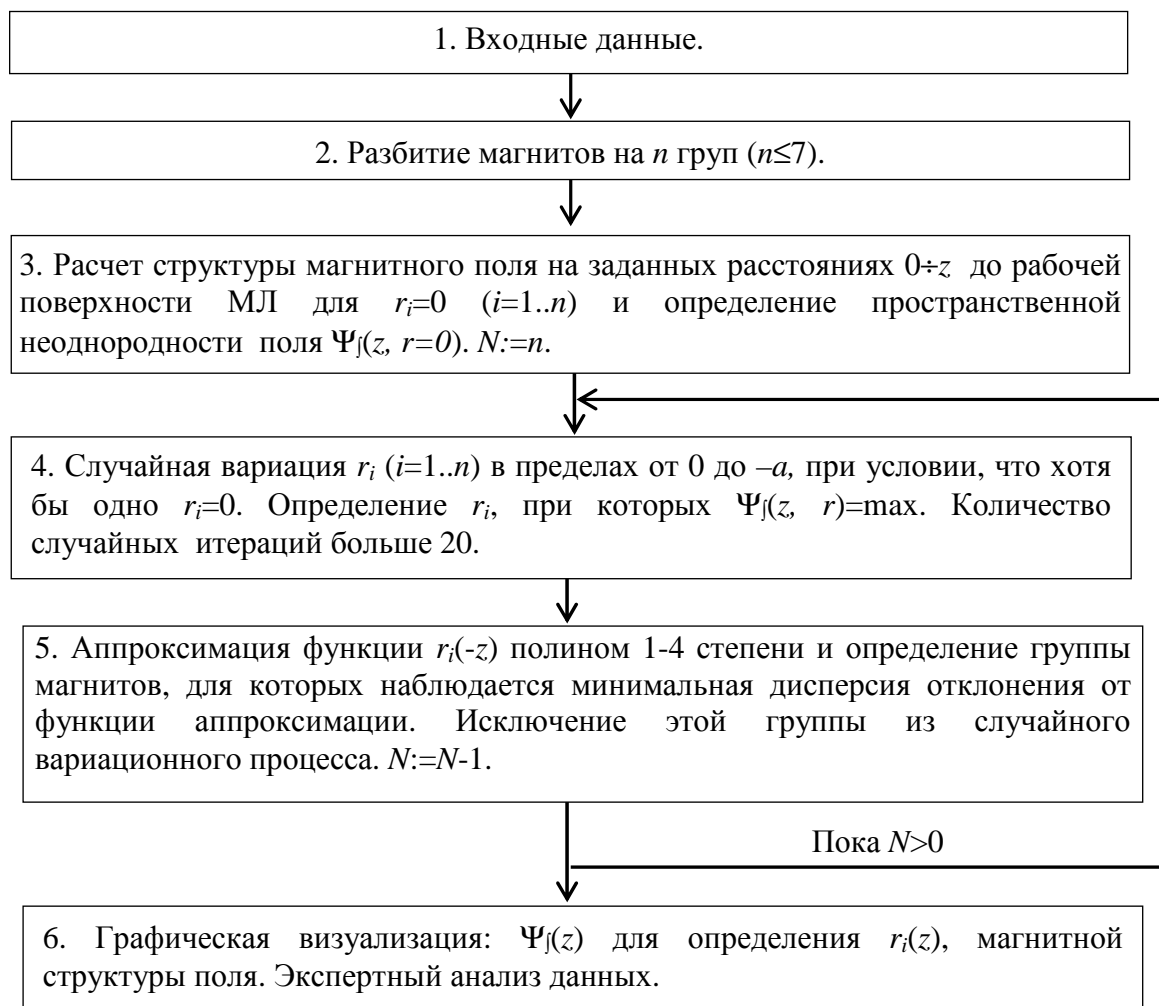 1. Входные данные.
2. Разбитие магнитов на n груп (n≤7).
3. Расчет структуры магнитного поля на заданных расстояниях 0÷z до рабочей
поверхности МЛ для rᵢ=0 (i=1..n) и определение пространственной
неоднородности поля Ψ∫(z, r=0). N:=n.
4. Случайная вариация rᵢ (i=1..n) в пределах от 0 до –a, при условии, что хотя
бы одно rᵢ=0. Определение rᵢ, при которых Ψ∫(z, r)=max. Количество
случайных итераций больше 20.
5. Аппроксимация функции rᵢ(-z) полином 1-4 степени и определение группы
магнитов, для которых наблюдается минимальная дисперсия отклонения от
функции аппроксимации. Исключение этой группы из случайного
вариационного процесса. N:=N-1.
Пока N>0
6. Графическая визуализация: Ψ∫(z) для определения rᵢ(z), магнитной
структуры поля. Экспертный анализ данных.